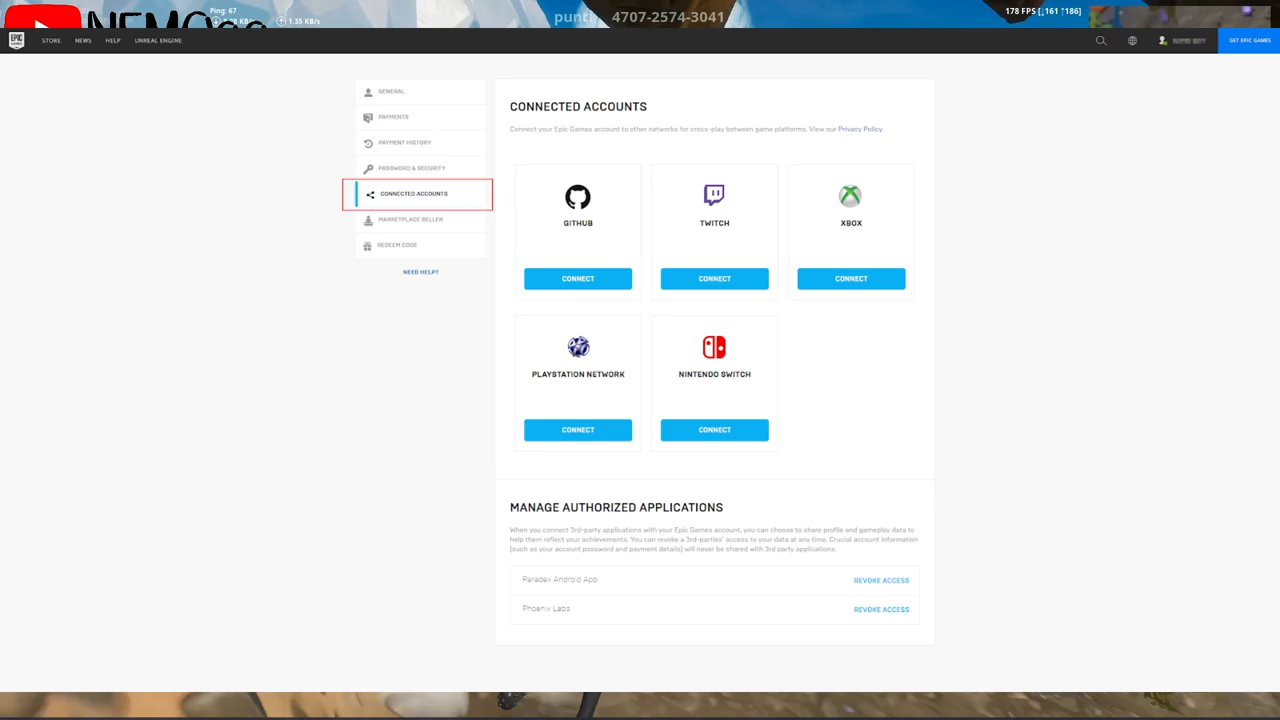 Ping: 67
1.35 KB/s
4707-2574-3041
178 FPS [↓161 ↑186]
EPIC GAMES
STORE
NEWS
HELP
UNREAL ENGINE
GET EPIC GAMES
GENERAL
PAYMENTS
PAYMENT HISTORY
PASSWORD & SECURITY
CONNECTED ACCOUNTS
MARKETPLACE SELLER
REDEEM CODE
NEED HELP?
CONNECTED ACCOUNTS
Connect your Epic Games account to other networks for cross-play between game platforms. View our Privacy Policy.
GITHUB
CONNECT
TWITCH
CONNECT
XBOX
CONNECT
PLAYSTATION NETWORK
CONNECT
NINTENDO SWITCH
CONNECT
MANAGE AUTHORIZED APPLICATIONS
When you connect 3rd-party applications with your Epic Games account, you can choose to share profile and gameplay data to
help them reflect your achievements. You can revoke a 3rd-parties' access to your data at any time. Crucial account information
(such as your account password and payment details) will never be shared with 3rd party applications.
Paradex Android App
REVOKE ACCESS
Phoenix Labs
REVOKE ACCESS